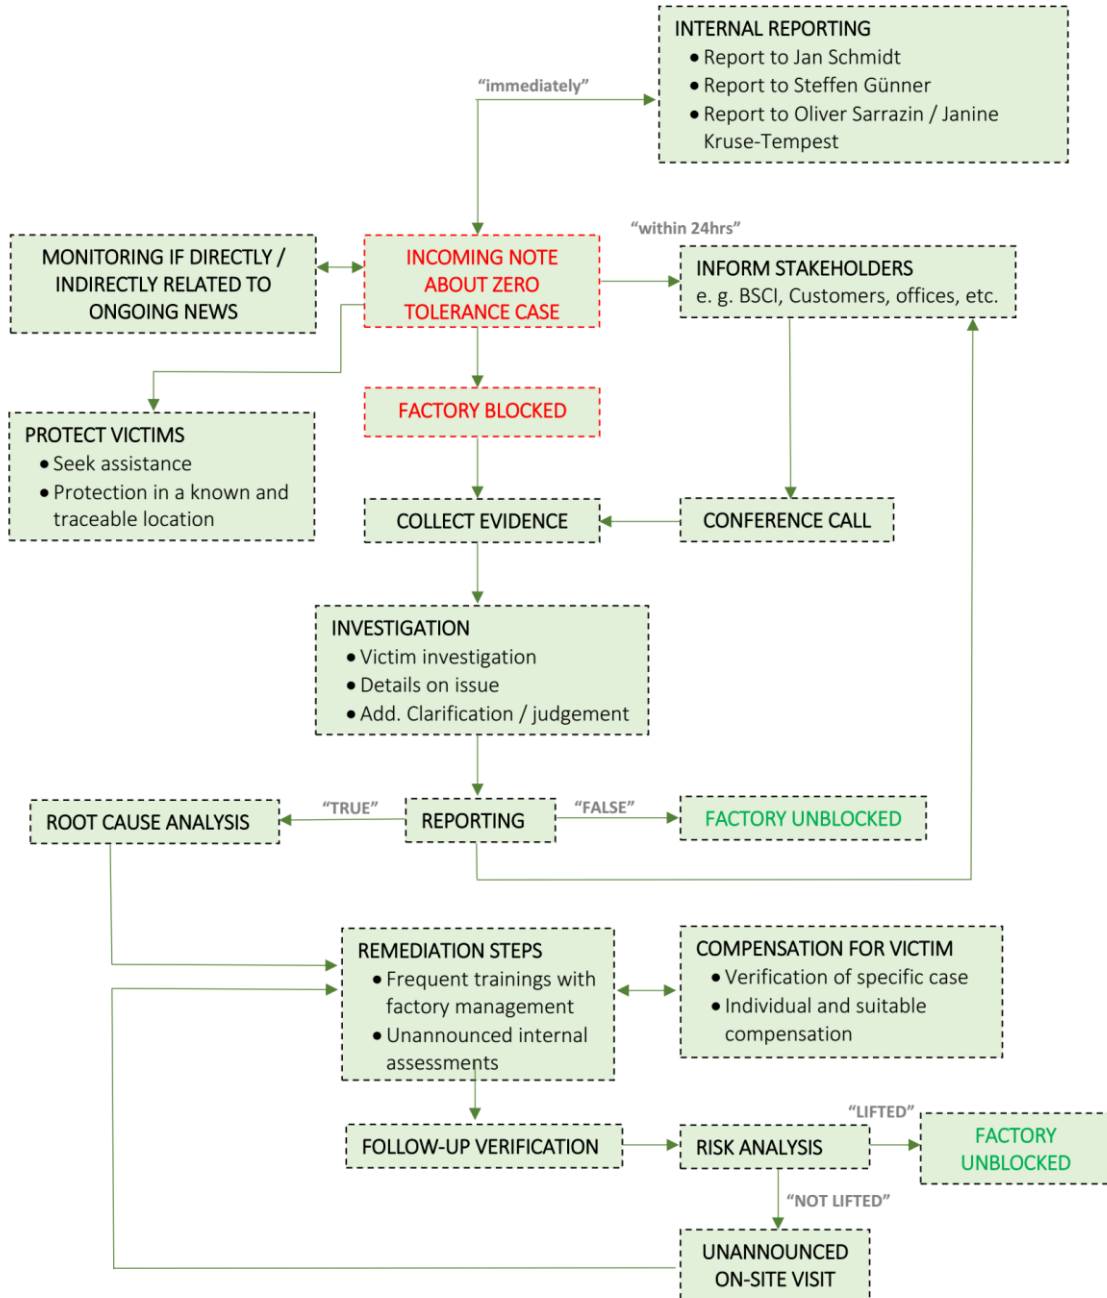 INTERNAL REPORTING
• Report to Jan Schmidt
• Report to Steffen Günner
• Report to Oliver Sarrazin / Janine
Kruse-Tempest
“immediately”
“within 24hrs”
MONITORING IF DIRECTLY /
INDIRECTLY RELATED TO
ONGOING NEWS
INCOMING NOTE
ABOUT ZERO
TOLERANCE CASE
INFORM STAKEHOLDERS
e. g. BSCI, Customers, offices, etc.
FACTORY BLOCKED
PROTECT VICTIMS
• Seek assistance
• Protection in a known and
traceable location
COLLECT EVIDENCE
CONFERENCE CALL
INVESTIGATION
• Victim investigation
• Details on issue
• Add. Clarification / judgement
“TRUE”
“FALSE”
ROOT CAUSE ANALYSIS
REPORTING
FACTORY UNBLOCKED
REMEDIATION STEPS
• Frequent trainings with
factory management
• Unannounced internal
assessments
COMPENSATION FOR VICTIM
• Verification of specific case
• Individual and suitable
compensation
“LIFTED”
FOLLOW-UP VERIFICATION
RISK ANALYSIS
FACTORY
UNBLOCKED
“NOT LIFTED”
UNANNOUNCED
ON-SITE VISIT